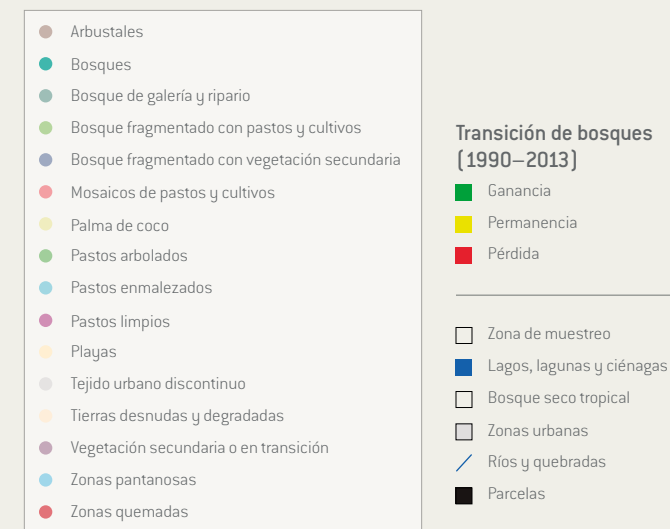 Arbustales
Bosques
Bosque de galería y ripario
Bosque fragmentado con pastos y cultivos
Bosque fragmentado con vegetación secundaria
Mosaicos de pastos y cultivos
Palma de coco
Pastos arbolados
Pastos enmalezados
Pastos limpios
Playas
Tejido urbano discontinuo
Tierras desnudas y degradadas
Vegetación secundaria o en transición
Zonas pantanosas
Zonas quemadas
Transición de bosques
(1990–2013)
Ganancia
Permanencia
Pérdida
Zona de muestreo
Lagos, lagunas y ciénagas
Bosque seco tropical
Zonas urbanas
Ríos y quebradas
Parcelas